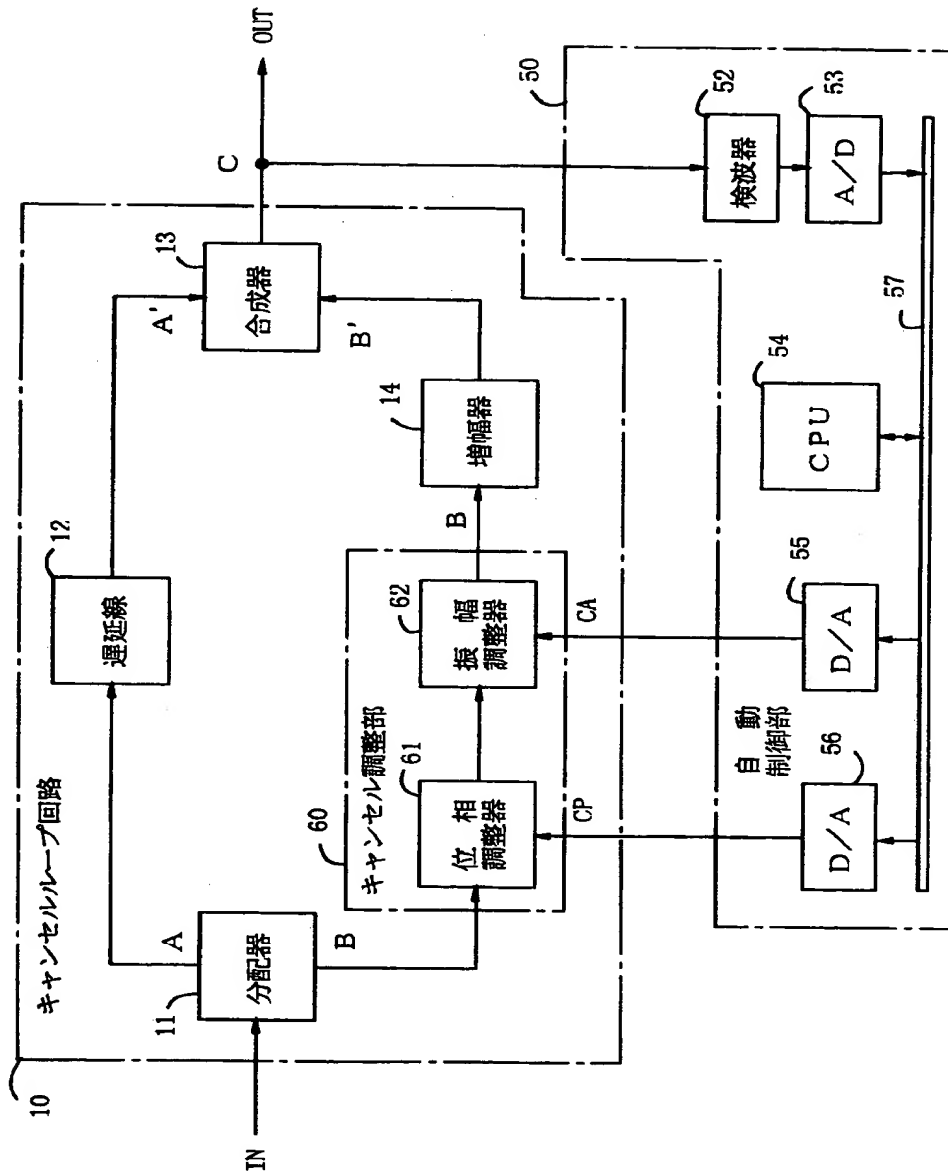 10
キャンセルループ回路
IN
11
分配器
A
B
12
遅延線
60
キャンセル調整部
61
位 相
調整器
62
振 幅
調整器
B
14
増幅器
A'
B'
13
合成器
C
OUT
CP
CA
50
自 動
制御部
52
検波器
53
A/D
54
CPU
55
D/A
56
D/A
57